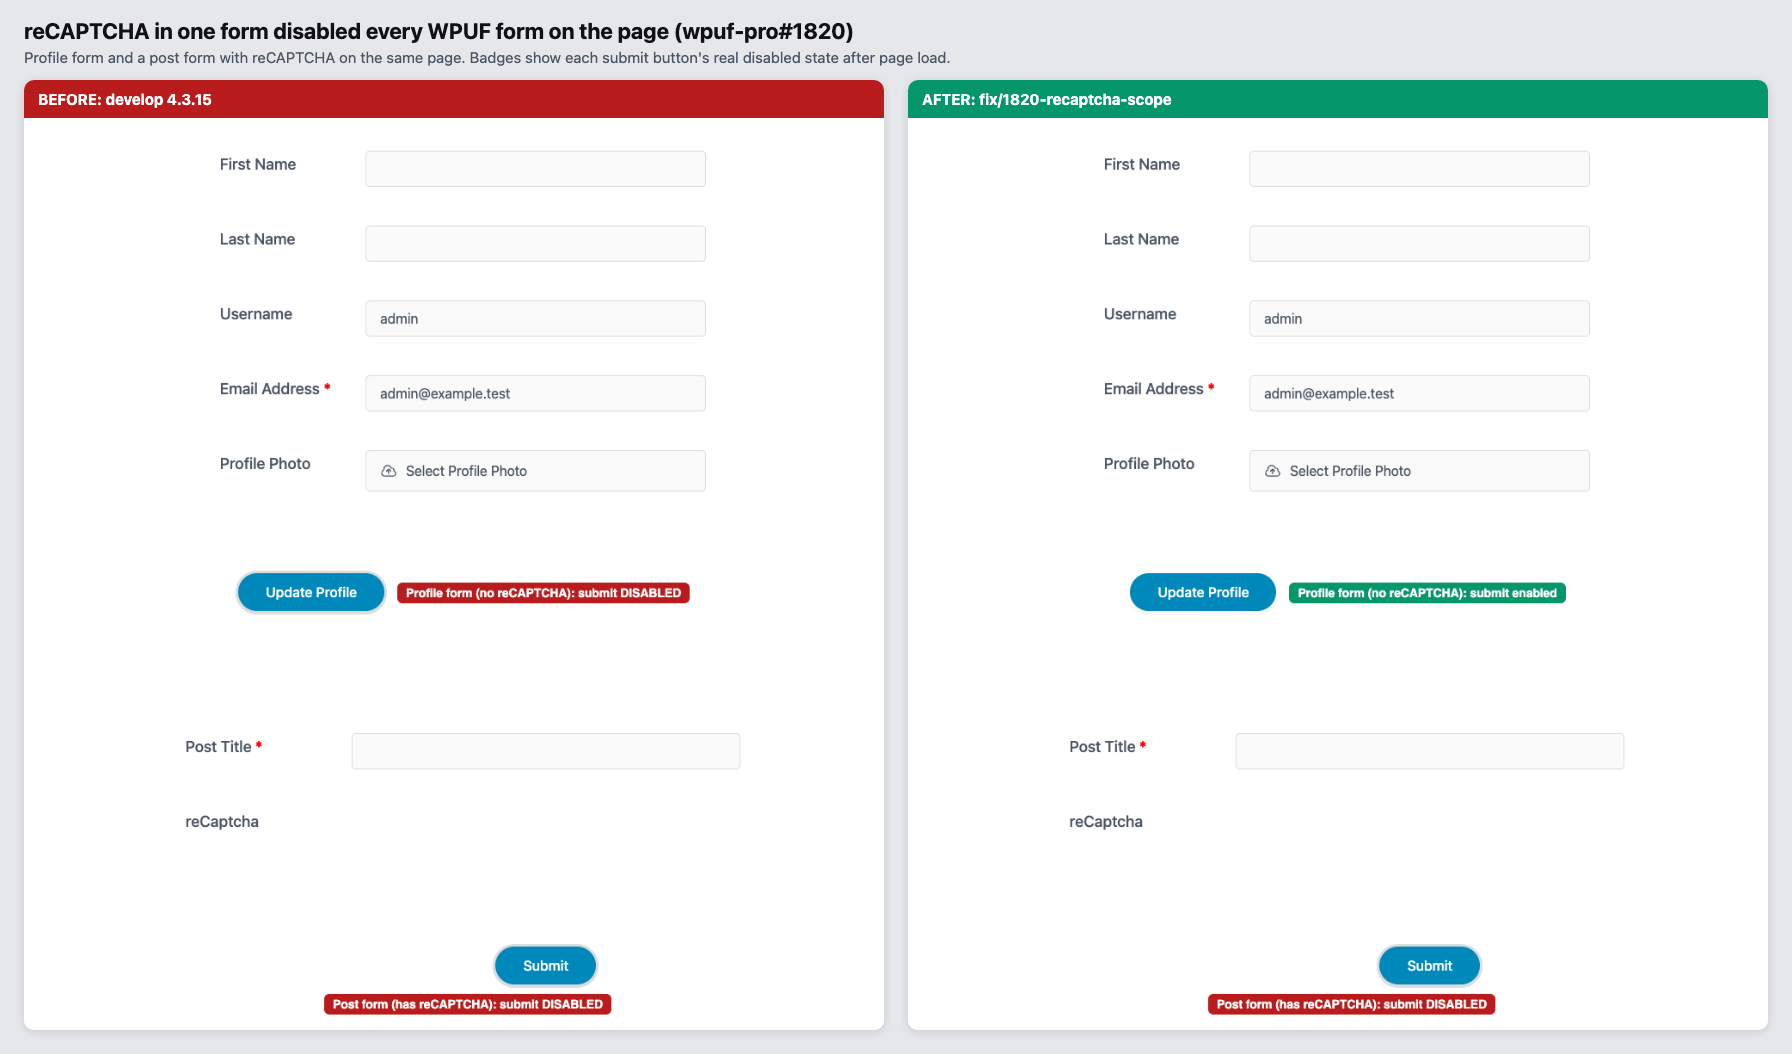 reCAPTCHA in one form disabled every WPUF form on the page (wpuf-pro#1820)
Profile form and a post form with reCAPTCHA on the same page. Badges show each submit button's real disabled state after page load.
BEFORE: develop 4.3.15
First Name
Last Name
Username
admin
Email Address *
admin@example.test
Profile Photo
Select Profile Photo
Update Profile
Profile form (no reCAPTCHA): submit DISABLED
Post Title *
reCaptcha
Submit
Post form (has reCAPTCHA): submit DISABLED
AFTER: fix/1820-recaptcha-scope
First Name
Last Name
Username
admin
Email Address *
admin@example.test
Profile Photo
Select Profile Photo
Update Profile
Profile form (no reCAPTCHA): submit enabled
Post Title *
reCaptcha
Submit
Post form (has reCAPTCHA): submit DISABLED